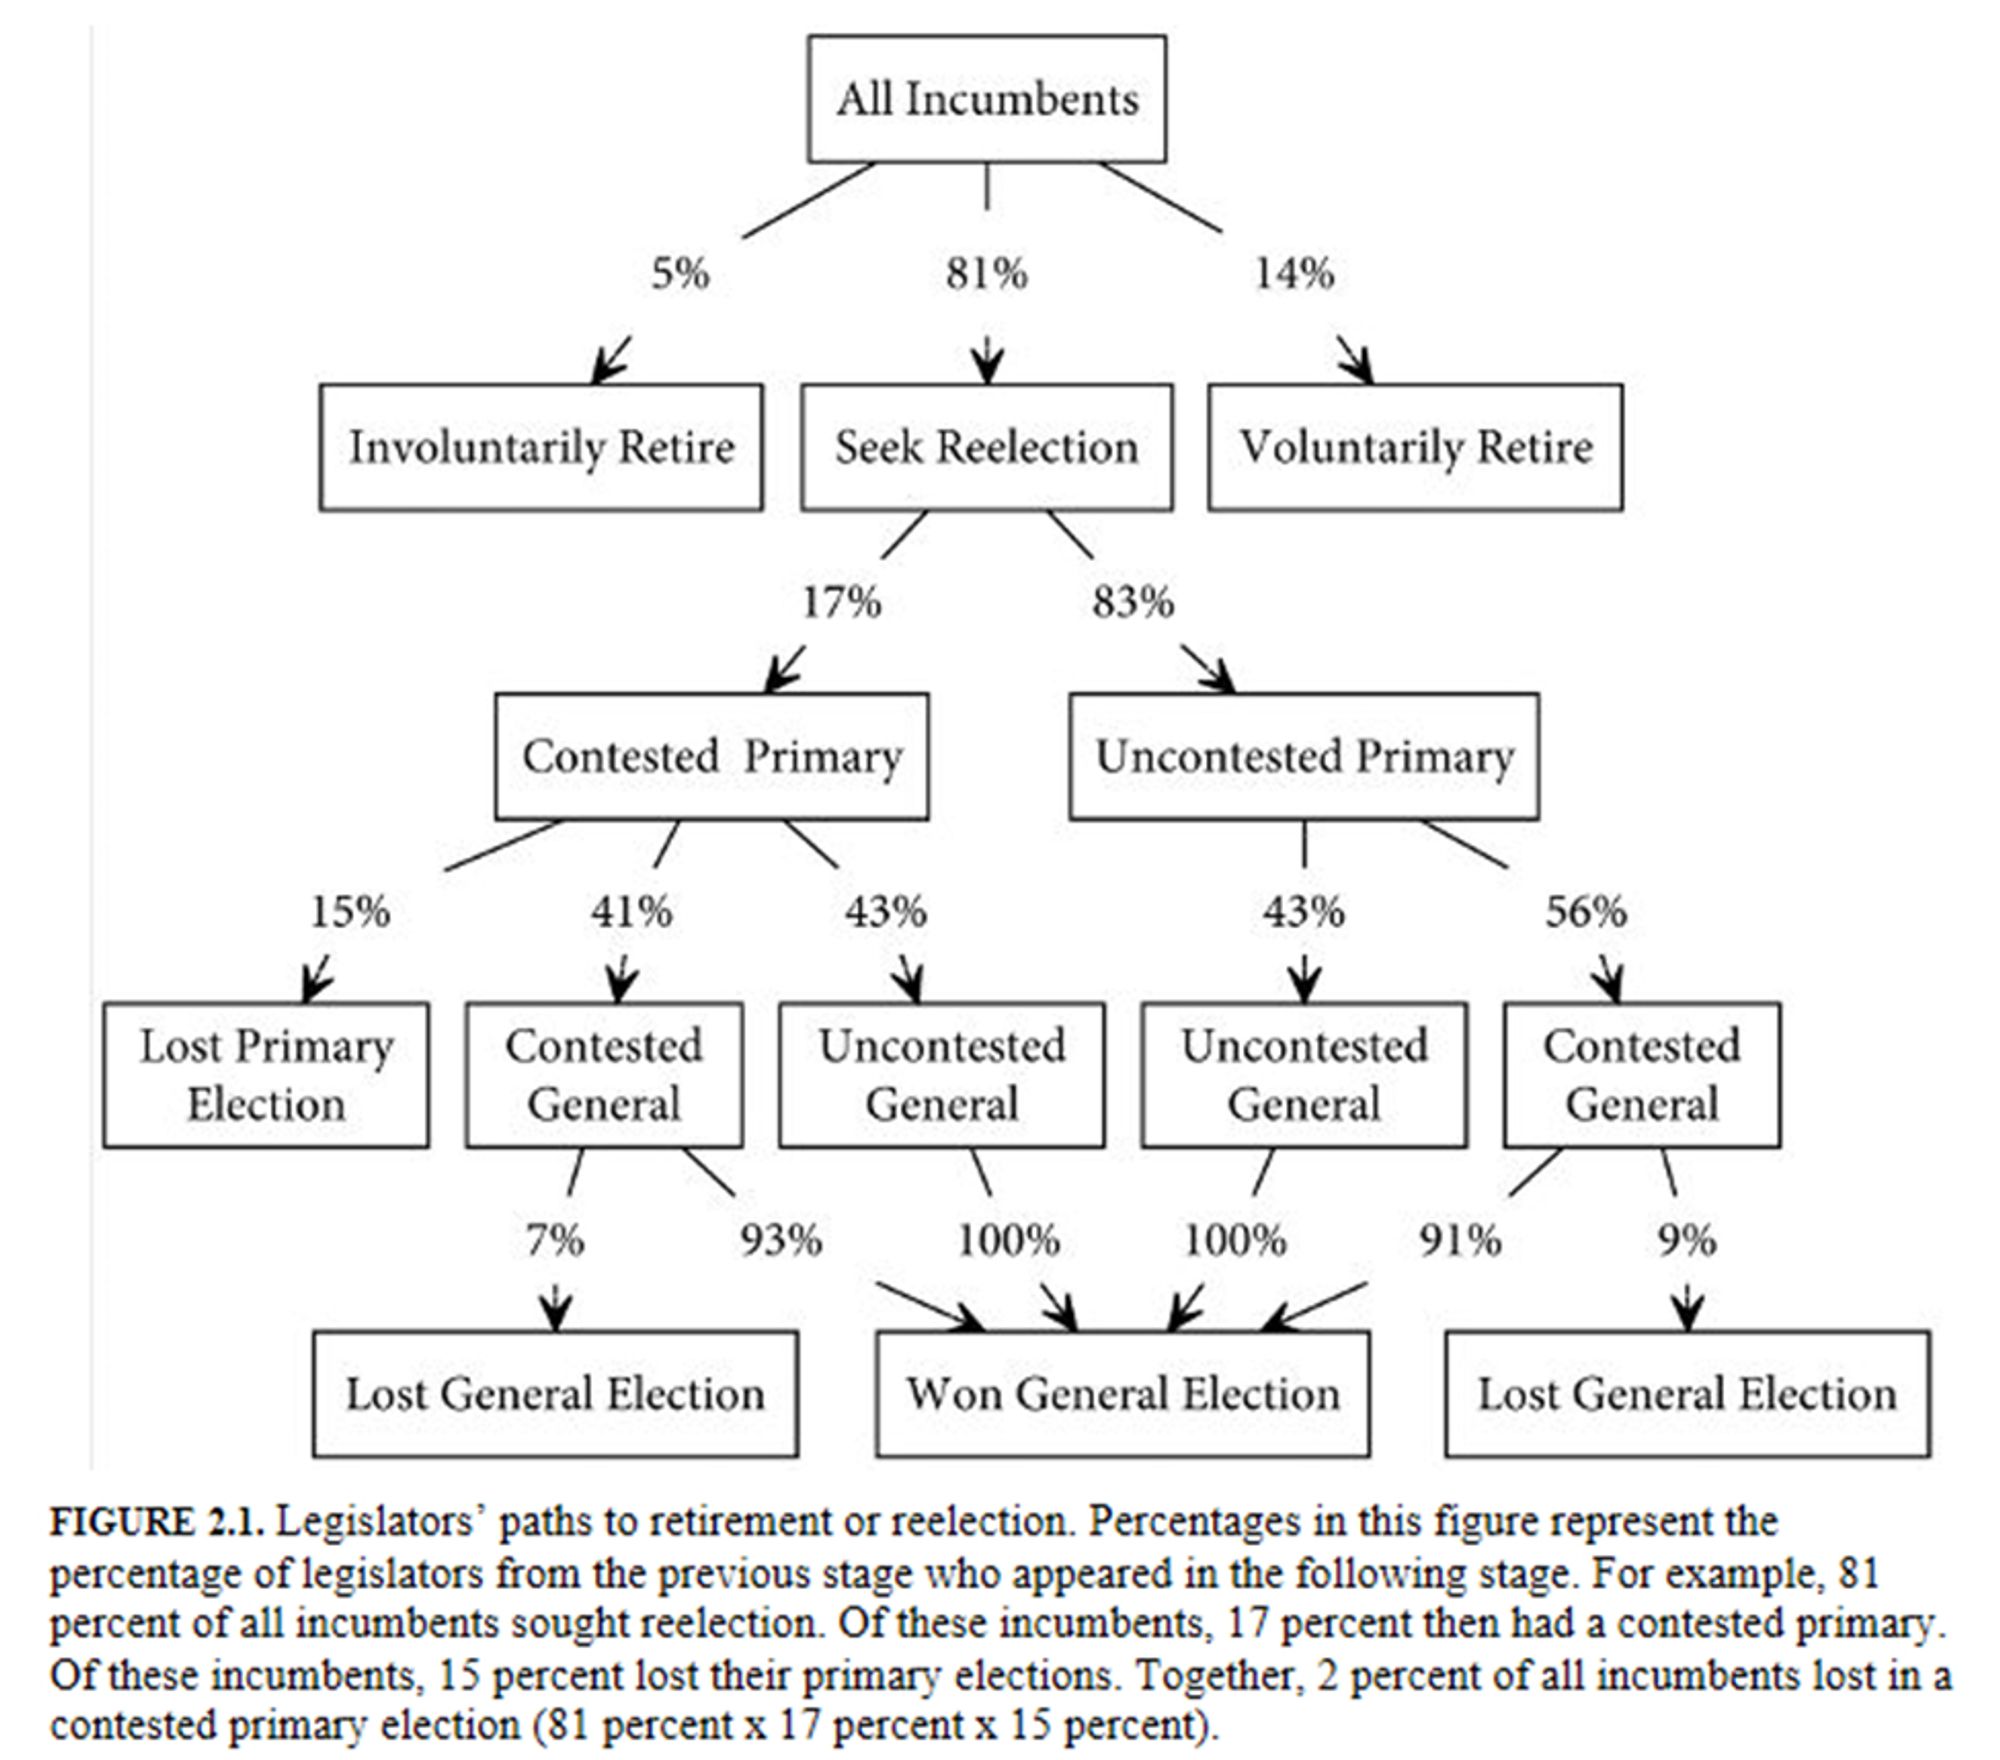 All Incumbents
5% 81% 14%
Involuntarily Retire Seek Reelection Voluntarily Retire
17% 83%
Contested Primary Uncontested Primary
15% 41% 43% 43% 56%
Lost Primary Contested Uncontested Uncontested Contested
Election General General General General
7% 93% 100% 100% 91% 9%
Lost General Election Won General Election Lost General Election
FIGURE 2.1. Legislators’ paths to retirement or reelection. Percentages in this figure represent the
percentage of legislators from the previous stage who appeared in the following stage. For example, 81
percent of all incumbents sought reelection. Of these incumbents, 17 percent then had a contested primary.
Of these incumbents, 15 percent lost their primary elections. Together, 2 percent of all incumbents lost in a
contested primary election (81 percent x 17 percent x 15 percent).